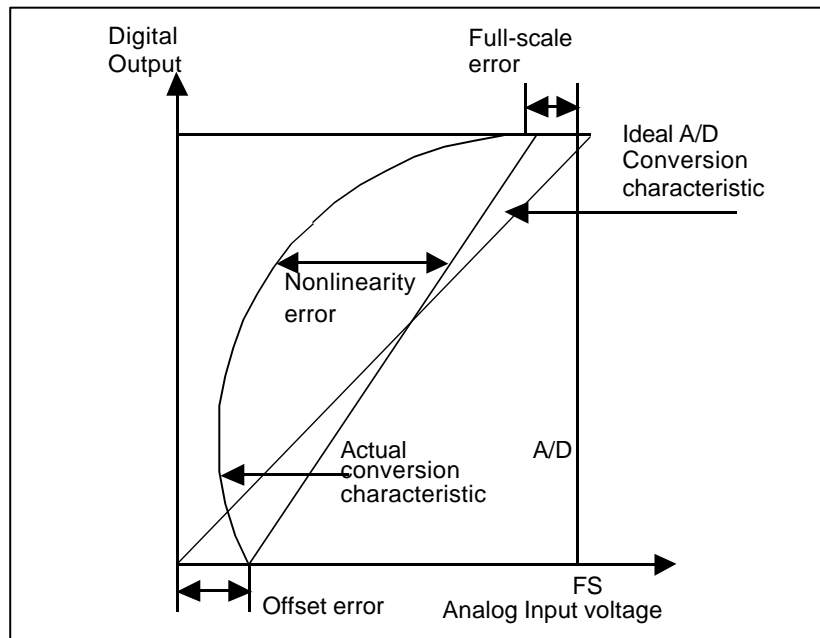 Digital
Output
Full-scale
error
Ideal A/D
Conversion
characteristic
Nonlinearity
error
Actual
conversion
characteristic
A/D
FS
Offset error
Analog Input voltage